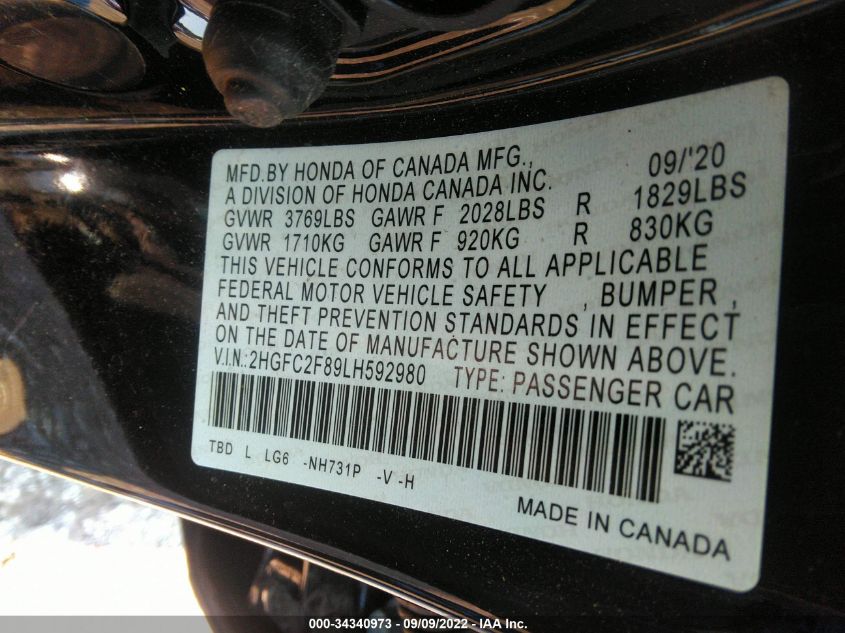 MFD.BY HONDA OF CANADA MFG., 09/'20
A DIVISION OF HONDA CANADA INC.
GVWR 3769LBS GAWR F 2028LBS R 1829LBS
GVWR 1710KG GAWR F 920KG R 830KG
THIS VEHICLE CONFORMS TO ALL APPLICABLE
FEDERAL MOTOR VEHICLE SAFETY , BUMPER ,
AND THEFT PREVENTION STANDARDS IN EFFECT
ON THE DATE OF MANUFACTURE SHOWN ABOVE.
V.I.N.:2HGFC2F89LH592980 TYPE: PASSENGER CAR
TBD L LG6 -NH731P -V -H
MADE IN CANADA
000-34340973 - 09/09/2022 - IAA Inc.